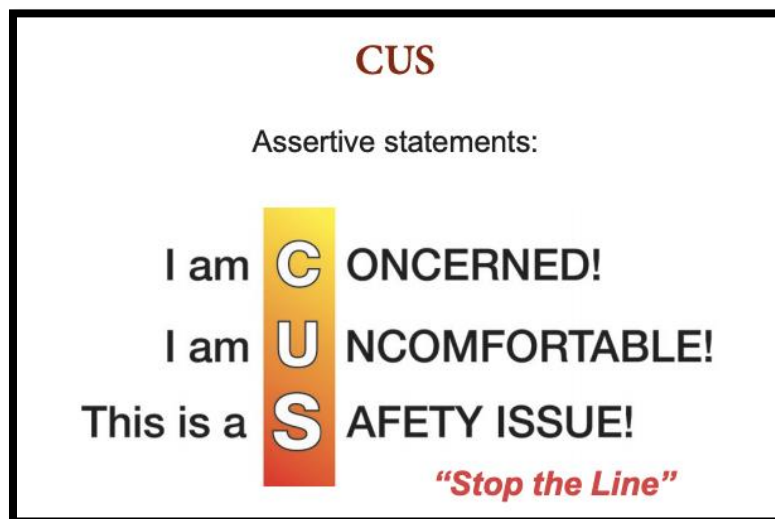 CUS
Assertive statements:
I am CONCERNED!
I am UNCOMFORTABLE!
This is a SAFETY ISSUE!
“Stop the Line”